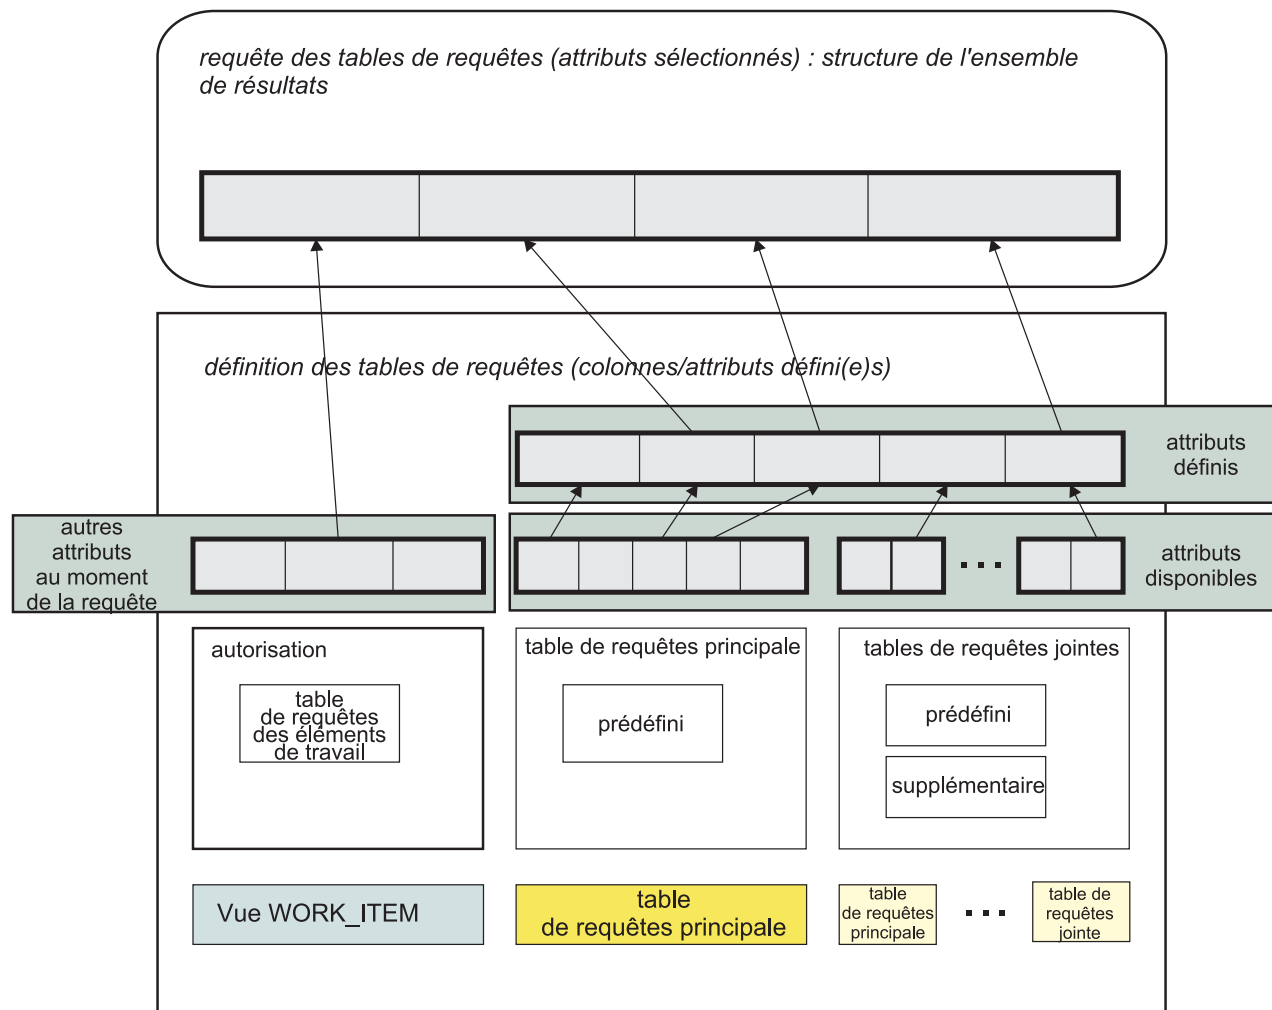 requête des tables de requêtes (attributs sélectionnés) : structure de l'ensemble
de résultats
définition des tables de requêtes (colonnes/attributs défini(e)s)
attributs
définis
autres
attributs
au moment
de la requête
attributs
disponibles
autorisation
table
de requêtes
des éléments
de travail
table de requêtes principale
prédéfini
tables de requêtes jointes
prédéfini
supplémentaire
Vue WORK_ITEM
table
de requêtes principale
table
de requêtes
principale
table de
requêtes
jointe